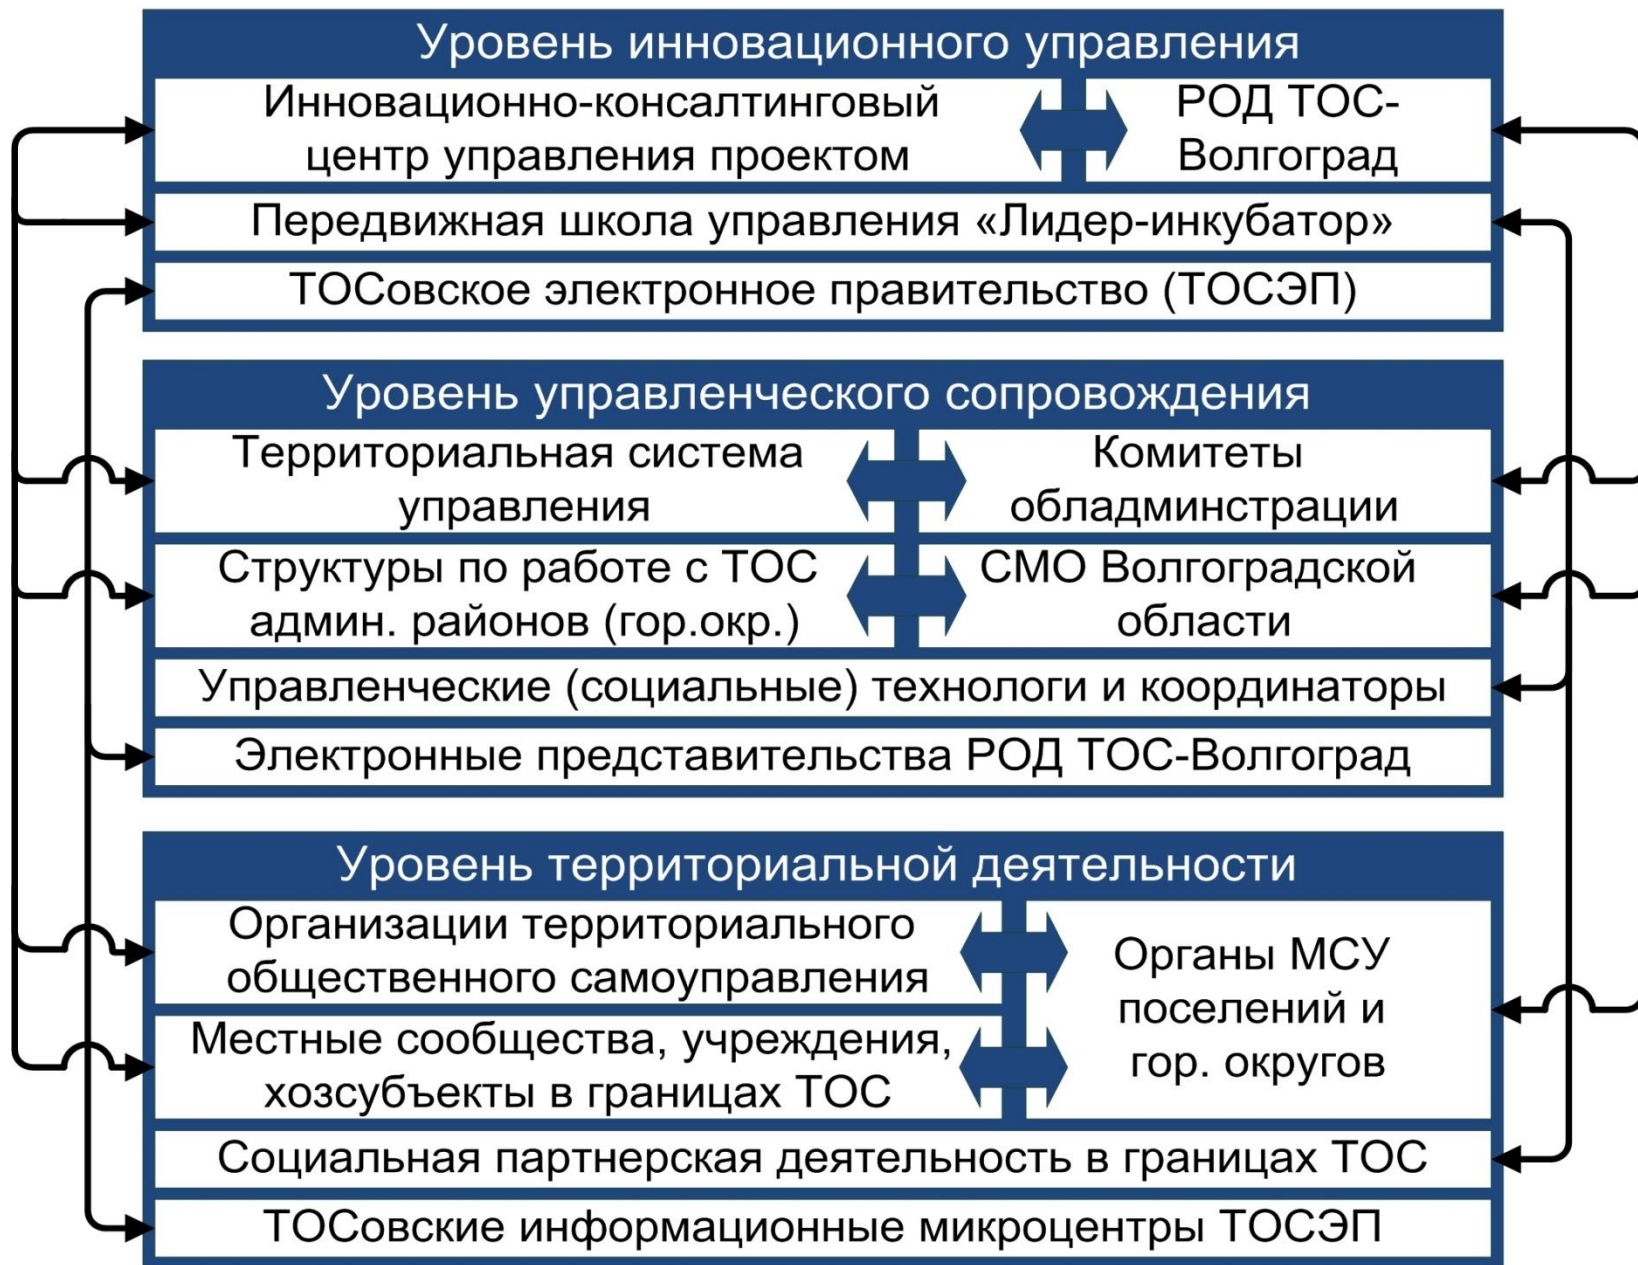 Уровень инновационного управления
Инновационно-консалтинговый
центр управления проектом
РОД ТОС-
Волгоград
Передвижная школа управления «Лидер-инкубатор»
ТОСовское электронное правительство (ТОСЭП)
Уровень управленческого сопровождения
Территориальная система
управления
Комитеты
обладминстрации
Структуры по работе с ТОС
админ. районов (гор.окр.)
СМО Волгоградской
области
Управленческие (социальные) технологи и координаторы
Электронные представительства РОД ТОС-Волгоград
Уровень территориальной деятельности
Организации территориального
общественного самоуправления
Местные сообщества, учреждения,
хозсубъекты в границах ТОС
Органы МСУ
поселений и
гор. округов
Социальная партнерская деятельность в границах ТОС
ТОСовские информационные микроцентры ТОСЭП